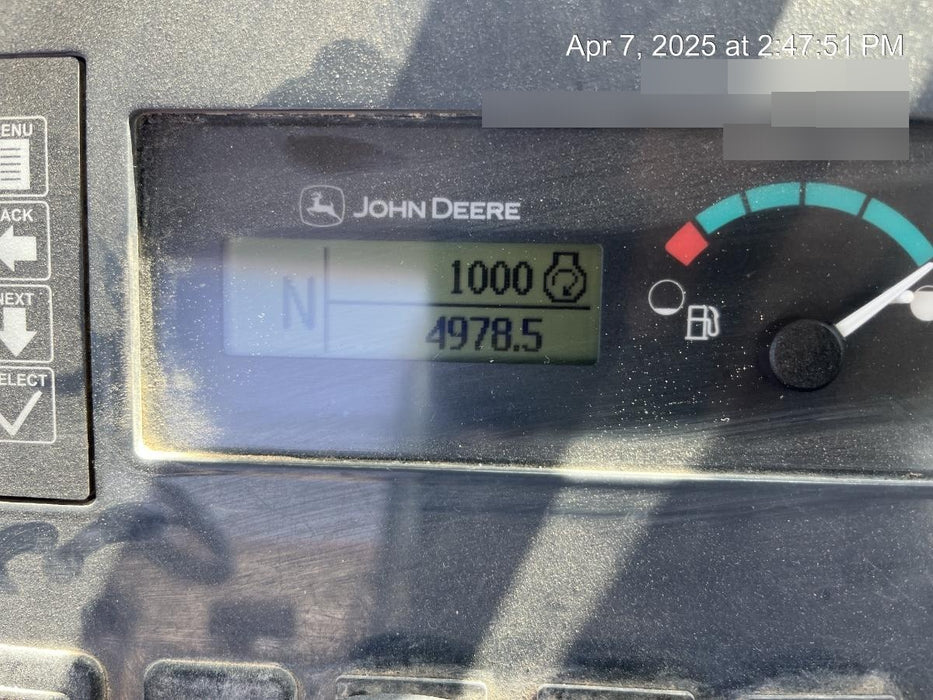 Apr 7, 2025 at 2:47:51 PM
MENU
BACK
NEXT
SELECT
JOHN DEERE
N
1000
4978.5